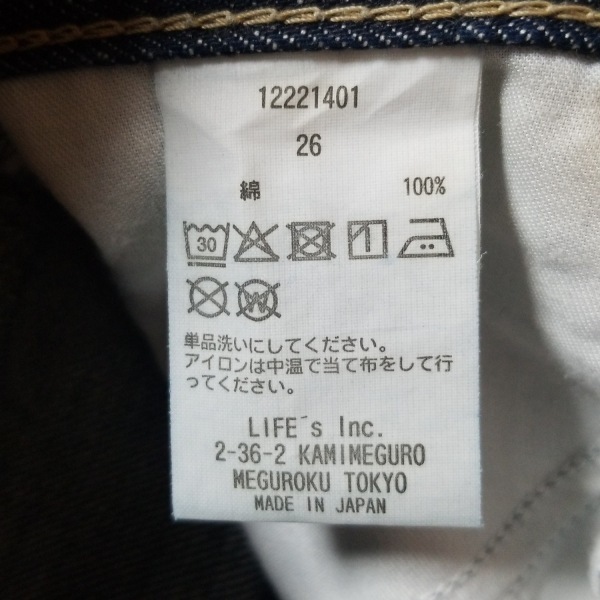 12221401
26
綿 100%
30
単品洗いにしてください。
アイロンは中温で当て布をして行
ってください。
LIFE´s Inc.
2-36-2 KAMIMEGURO
MEGUROKU TOKYO
MADE IN JAPAN